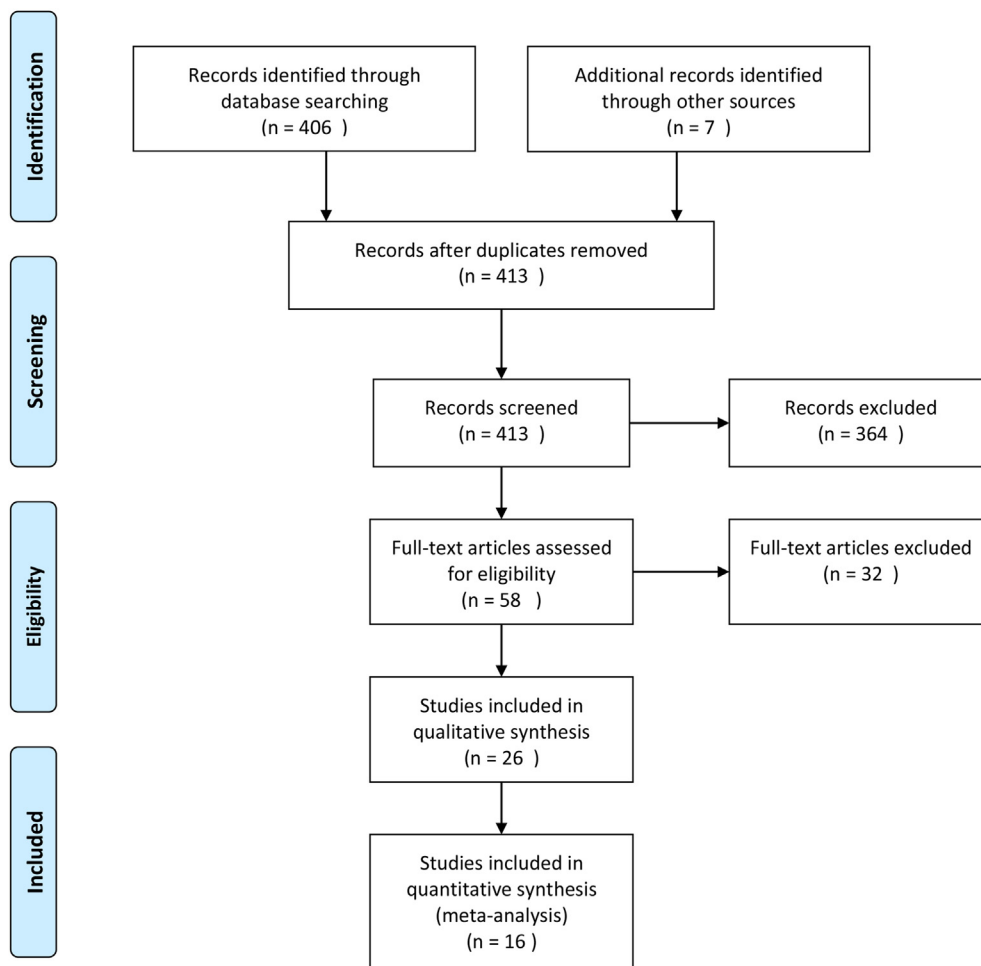 Identification
Records identified through
database searching
(n = 406  )
Additional records identified
through other sources
(n = 7  )
Screening
Records after duplicates removed
(n = 413  )
Records screened
(n = 413  )
Records excluded
(n = 364  )
Eligibility
Full-text articles assessed
for eligibility
(n = 58  )
Full-text articles excluded
(n = 32  )
Studies included in
qualitative synthesis
(n = 26  )
Included
Studies included in
quantitative synthesis
(meta-analysis)
(n = 16  )